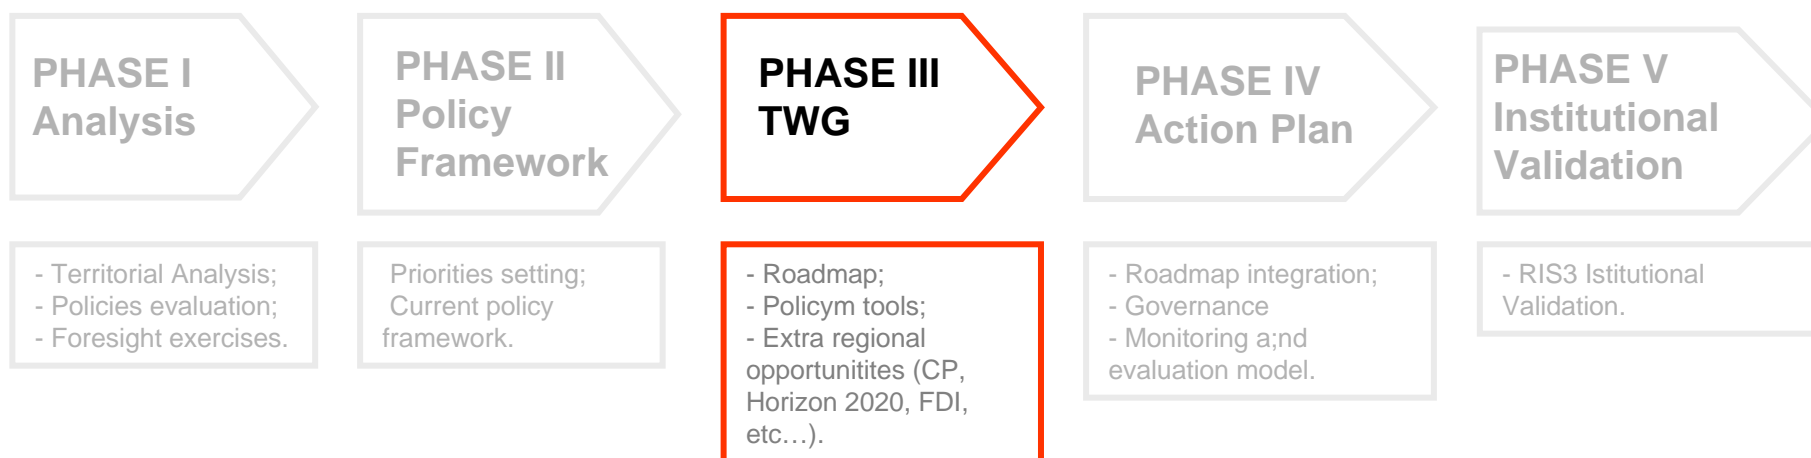 PHASE I
Analysis
PHASE II
Policy
Framework
PHASE III
TWG
PHASE IV
Action Plan
PHASE V
Institutional
Validation
- Territorial Analysis;
- Policies evaluation;
- Foresight exercises.
Priorities setting;
Current policy
framework.
- Roadmap;
- Policym tools;
- Extra regional
opportunitites (CP,
Horizon 2020, FDI,
etc…).
- Roadmap integration;
- Governance
- Monitoring a;nd
evaluation model.
- RIS3 Istitutional
Validation.